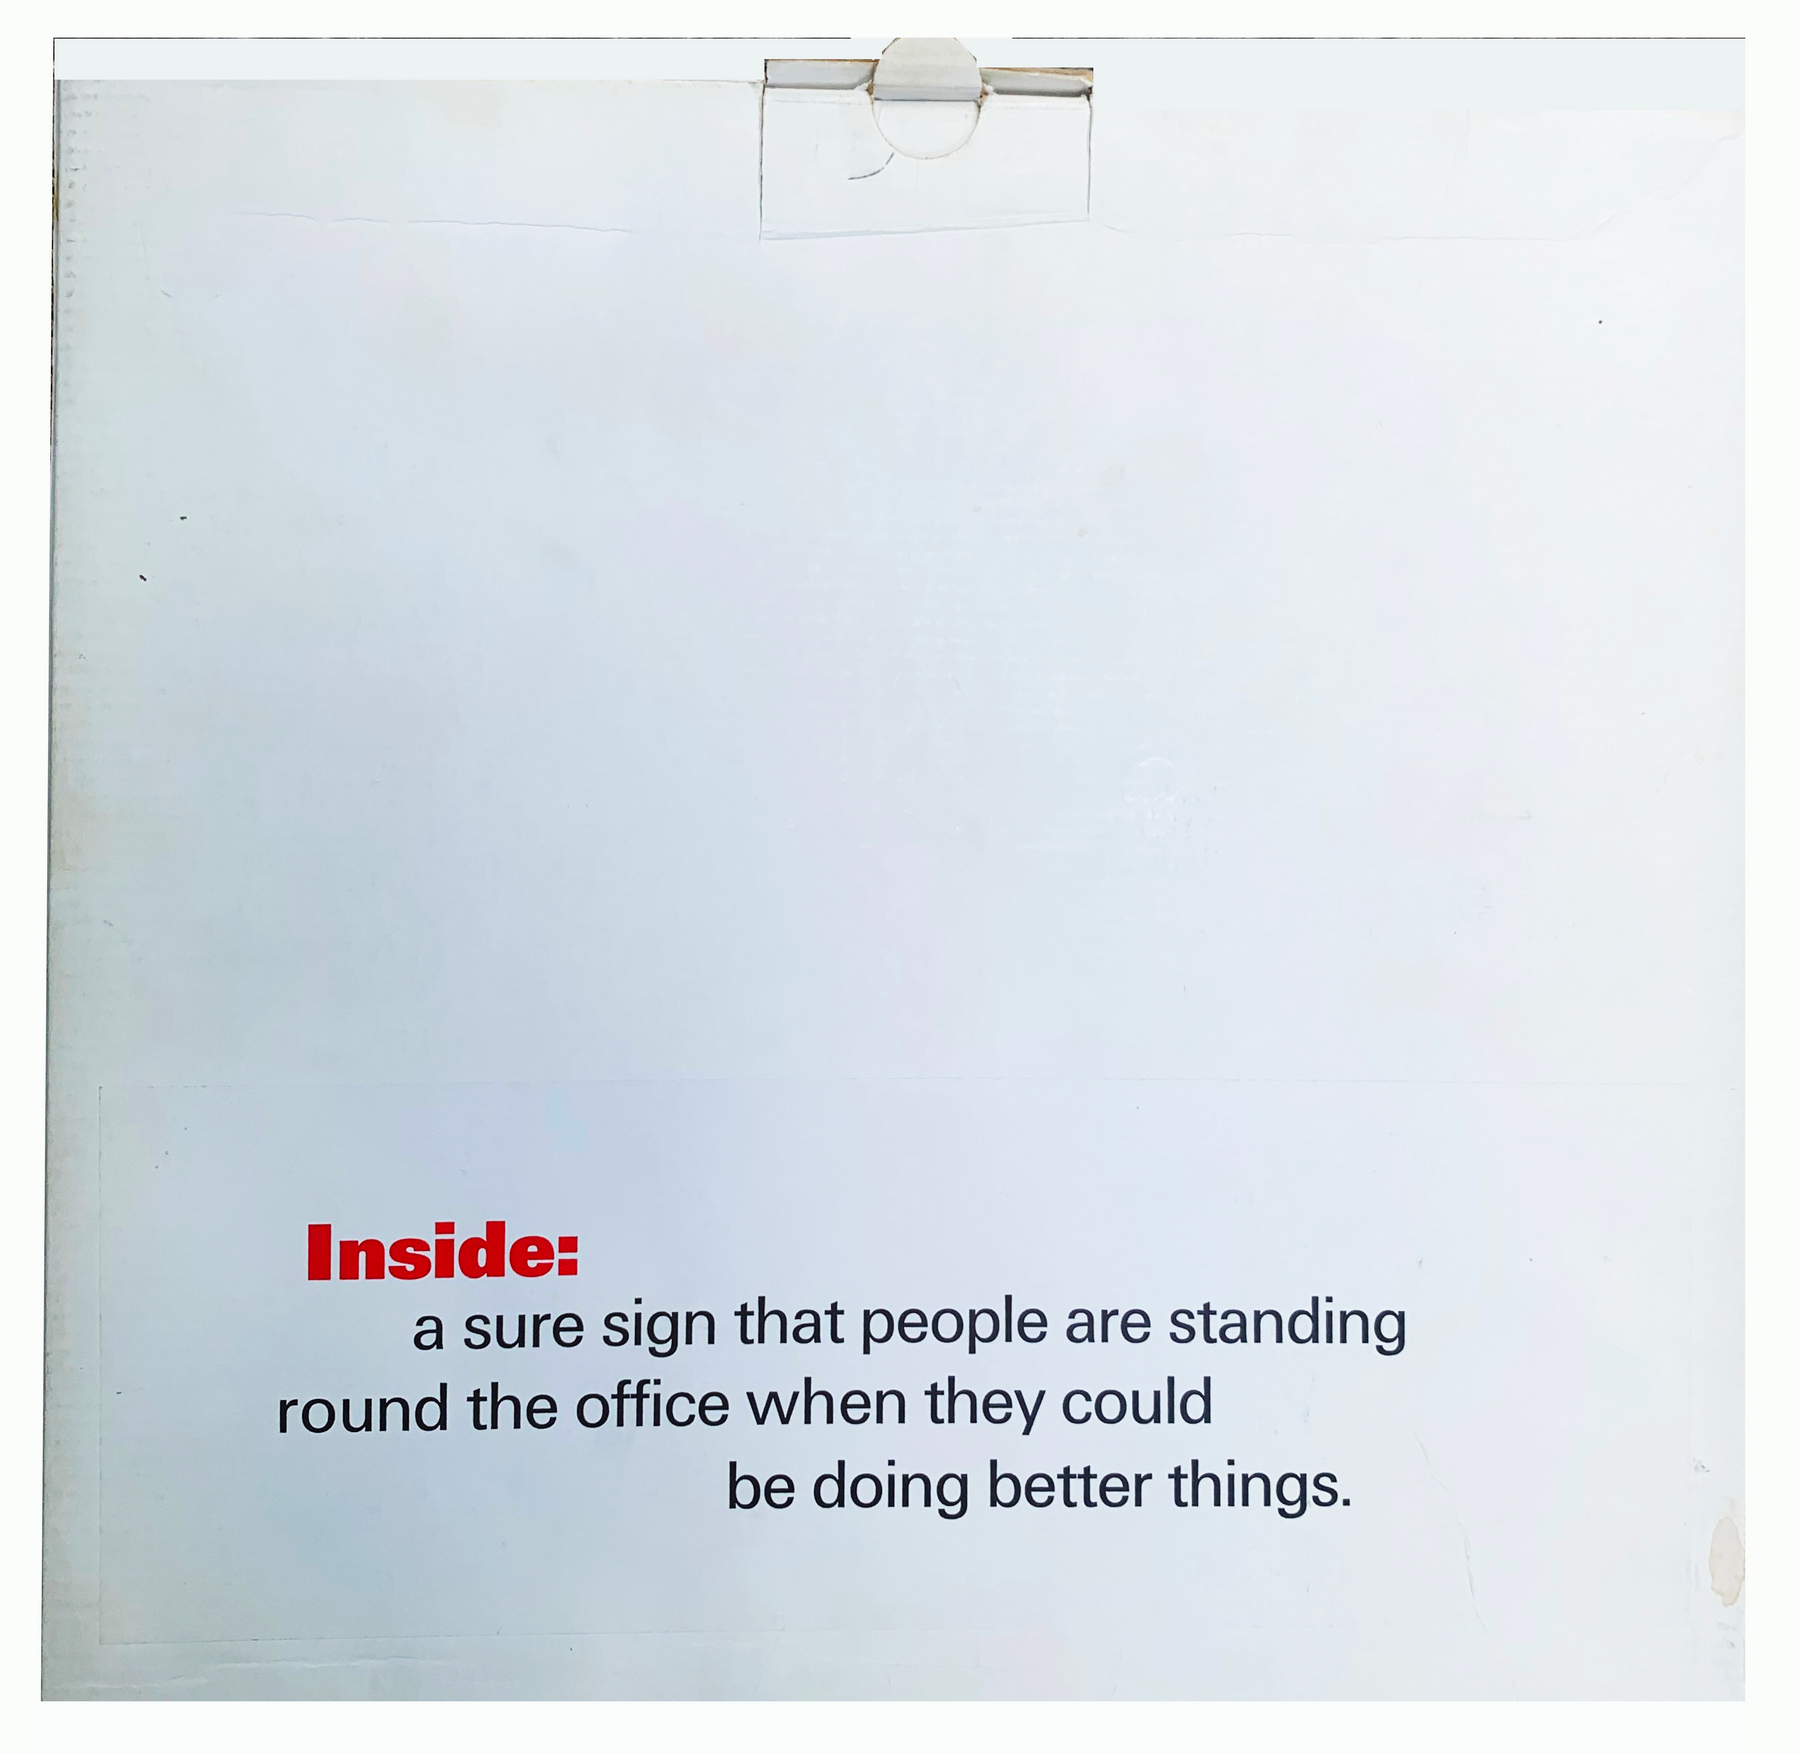 Inside:
a sure sign that people are standing
round the office when they could
be doing better things.